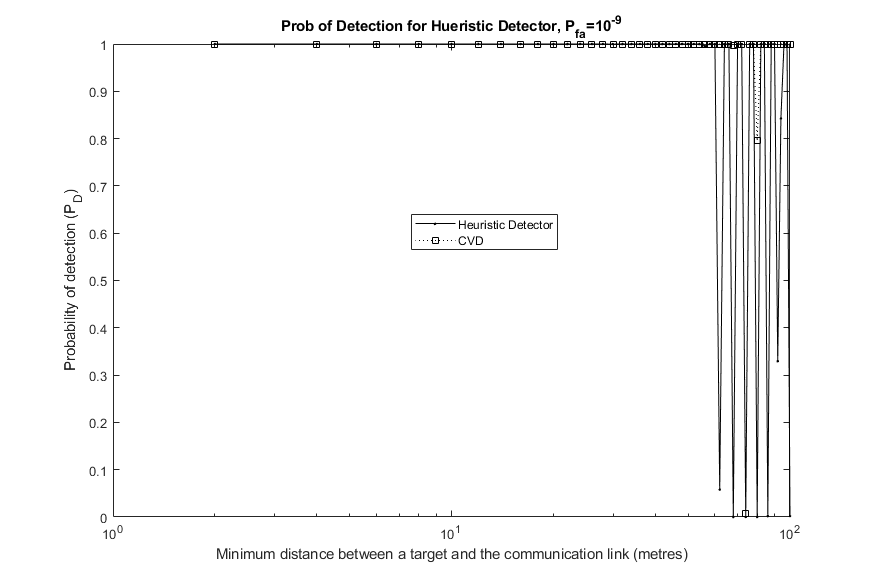 Prob of Detection for Hueristic Detector, P_fa=10^-9
1
0.9
0.8
0.7
0.6
0.5
0.4
0.3
0.2
0.1
0
Probability of detection (P_D)
Heuristic Detector
CVD
10^0 10^1 10^2
Minimum distance between a target and the communication link (metres)